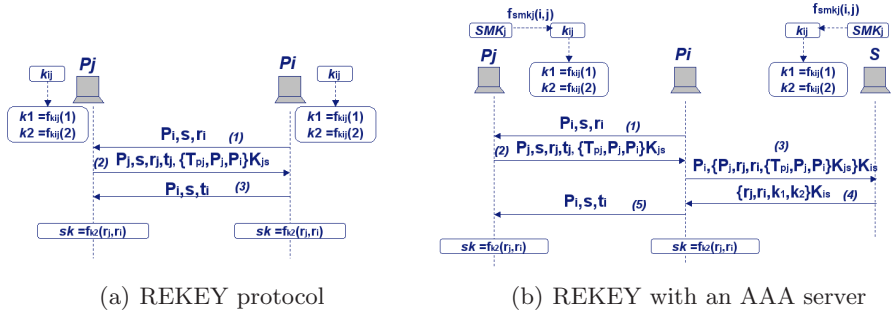 kij
Pj
Pi
kij
k1 =fkij(1)
k2 =fkij(2)
k1 =fkij(1)
k2 =fkij(2)
Pi,s,ri (1)
(2) Pj,s,rj,tj, {Tpj,Pj,Pi}Kjs
Pi,s,ti (3)
sk =fk2(rj,ri)
sk =fk2(rj,ri)
(a) REKEY protocol
fsmkj(i,j)
SMKj
kij
fsmkj(i,j)
kij
SMKj
Pj
k1 =fkij(1)
k2 =fkij(2)
Pi
k1 =fkij(1)
k2 =fkij(2)
S
Pi,s,ri (1)
(2) Pj,s,rj,tj, {Tpj,Pj,Pi}Kjs
(3)
Pi,{Pj,rj,ri,{Tpj,Pj,Pi}Kjs}Kis
{rj,ri,k1,k2}Kis (4)
Pi,s,ti (5)
sk =fk2(rj,ri)
sk =fk2(rj,ri)
(b) REKEY with an AAA server